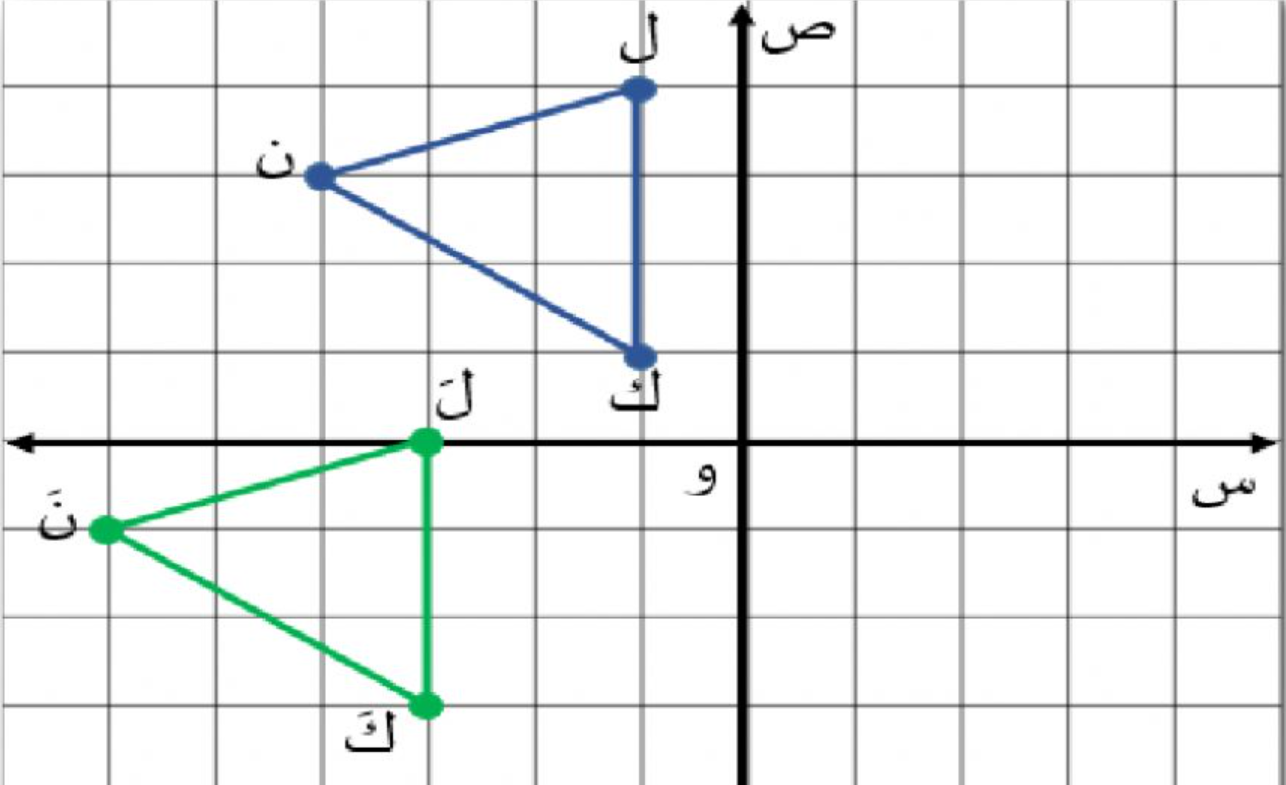 ص
ل
ن
ك
لَ
و
س
نَ
كَ